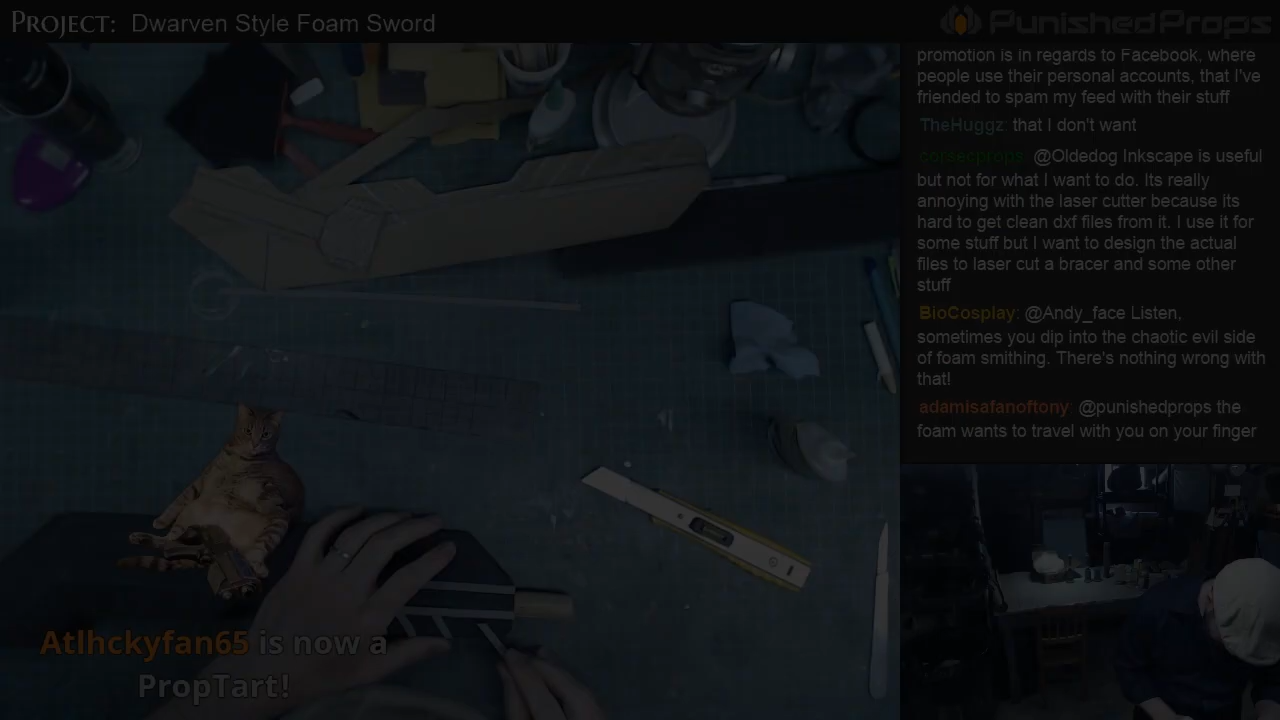 PROJECT: Dwarven Style Foam Sword
PunishedProps
promotion is in regards to Facebook, where
people use their personal accounts, that I've
friended to spam my feed with their stuff
TheHuggz: that I don't want
corsecprops: @Oldedog Inkscape is useful
but not for what I want to do. Its really
annoying with the laser cutter because its
hard to get clean dxf files from it. I use it for
some stuff but I want to design the actual
files to laser cut a bracer and some other
stuff
BioCosplay: @Andy_face Listen,
sometimes you dip into the chaotic evil side
of foam smithing. There's nothing wrong with
that!
adamisafanoftony: @punishedprops the
foam wants to travel with you on your finger
Atlhckyfan65 is now a
PropTart!